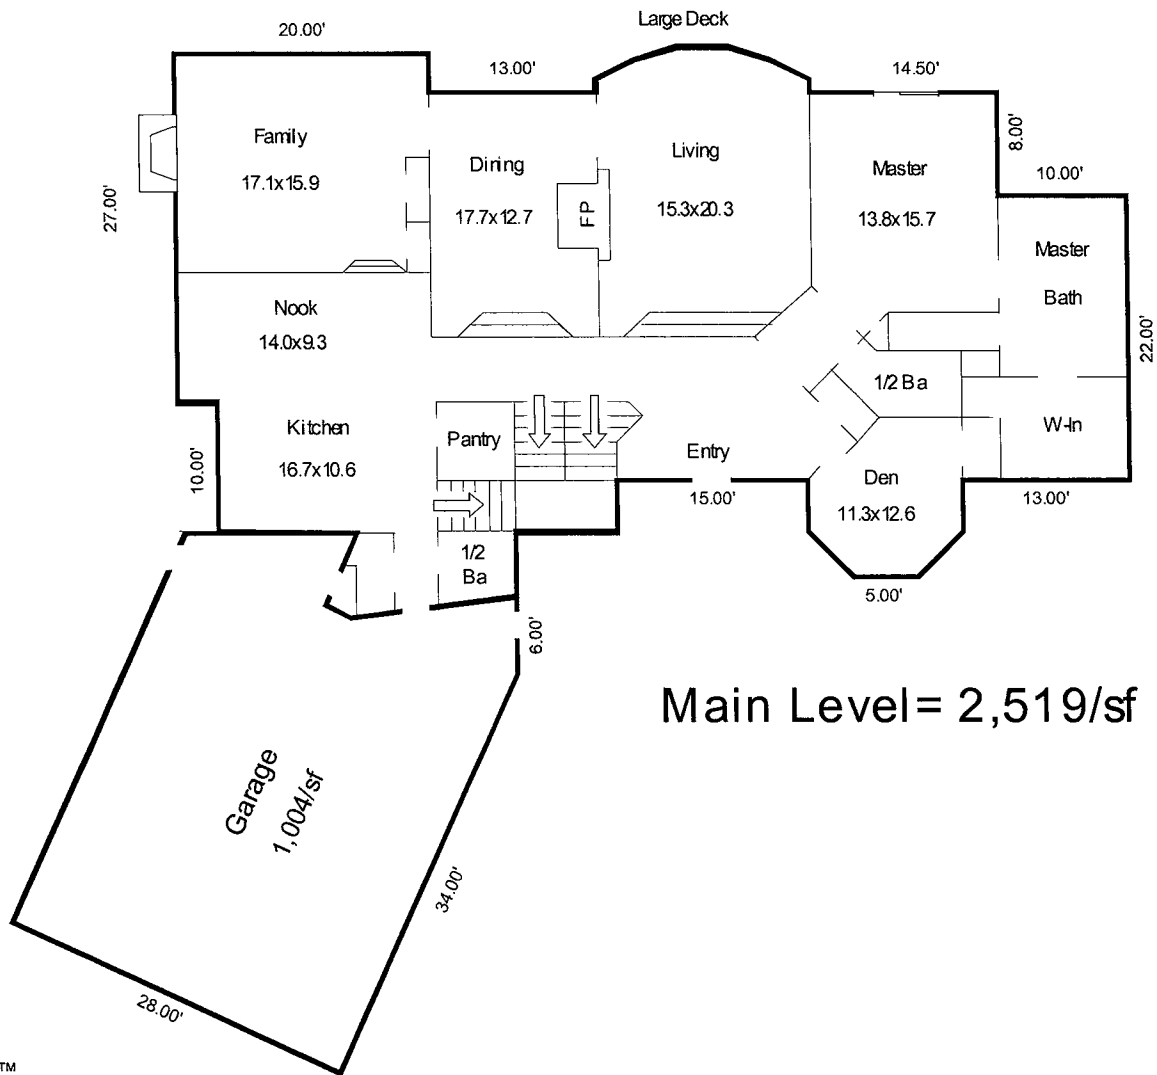 Large Deck
20.00'
13.00'
14.50'
8.00'
Family
17.1x15.9
Dining
17.7x12.7
FP
Living
15.3x20.3
Master
13.8x15.7
10.00'
27.00'
Master
Bath
Nook
14.0x9.3
22.00'
1/2 Ba
Kitchen
16.7x10.6
Pantry
Entry
W-In
10.00'
Den
11.3x12.6
15.00'
13.00'
1/2
Ba
5.00'
6.00'
Main Level= 2,519/sf
Garage
1,004/sf
34.00'
28.00'
TM